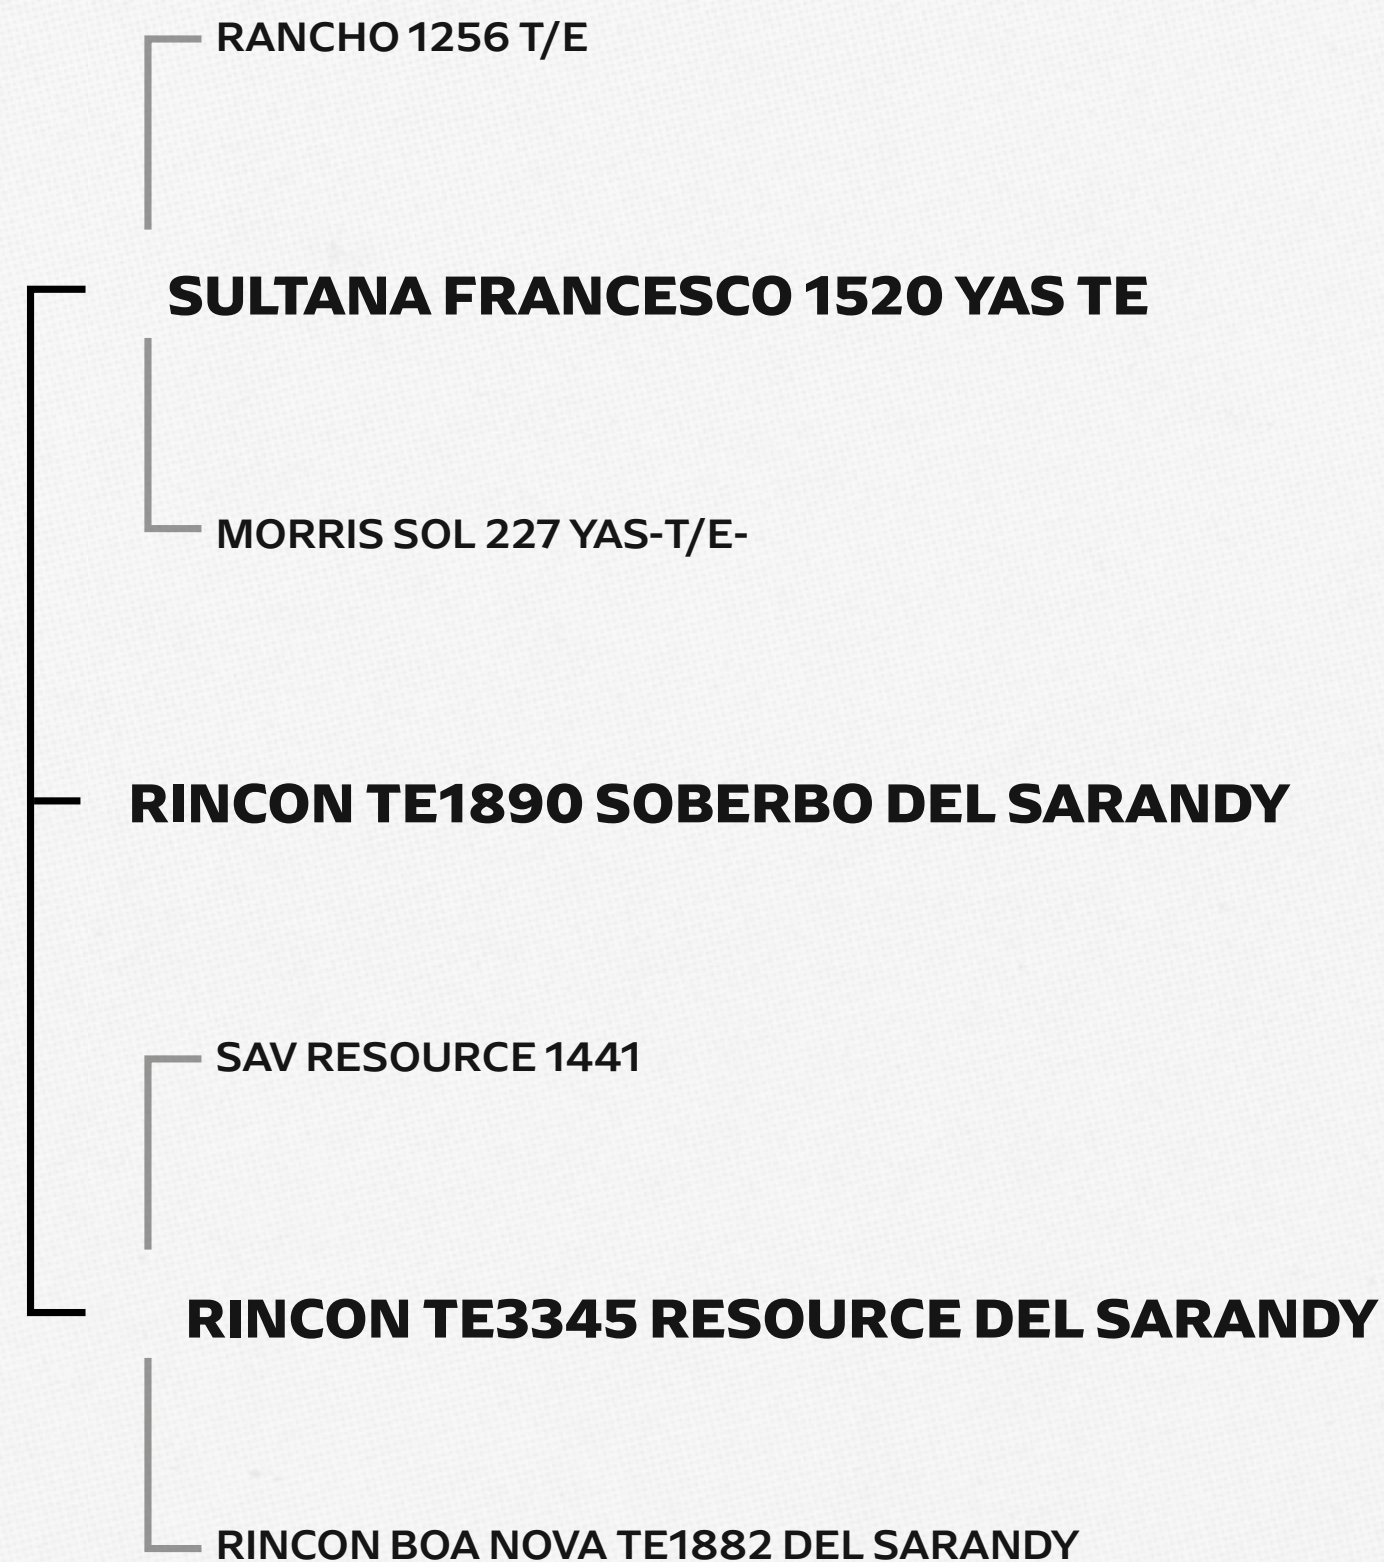 RANCHO 1256 T/E
SULTANA FRANCESCO 1520 YAS TE
MORRIS SOL 227 YAS-T/E-
RINCON TE1890 SOBERBO DEL SARANDY
SAV RESOURCE 1441
RINCON TE3345 RESOURCE DEL SARANDY
RINCON BOA NOVA TE1882 DEL SARANDY